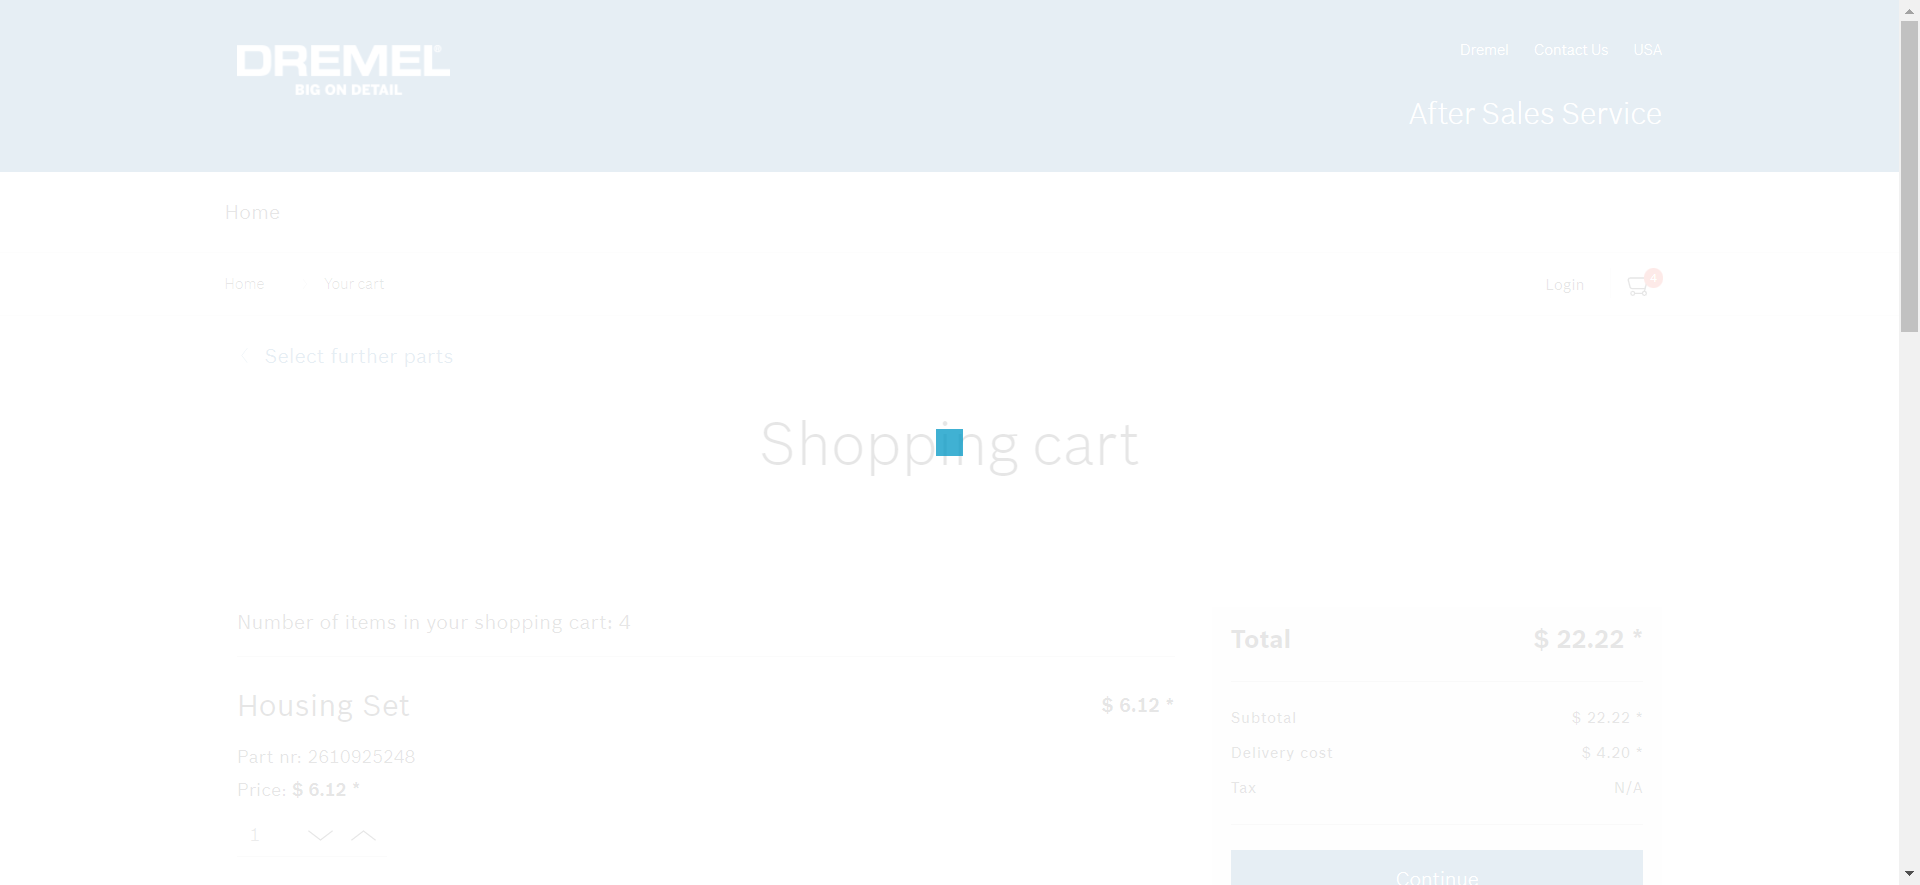 DREMEL®
BIG ON DETAIL
Dremel Contact Us USA
After Sales Service
Home
Home Your cart
Login 4
Select further parts
Shopping cart
Number of items in your shopping cart: 4
Housing Set $ 6.12 *
Part nr: 2610925248
Price: $ 6.12 *
1
Total $ 22.22 *
Subtotal $ 22.22 *
Delivery cost $ 4.20 *
Tax N/A
Continue